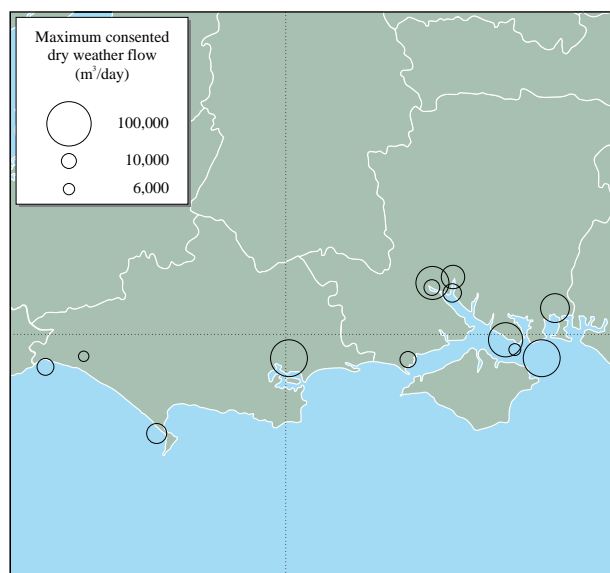 Maximum consented
dry weather flow
(m³/day)
100,000
10,000
6,000